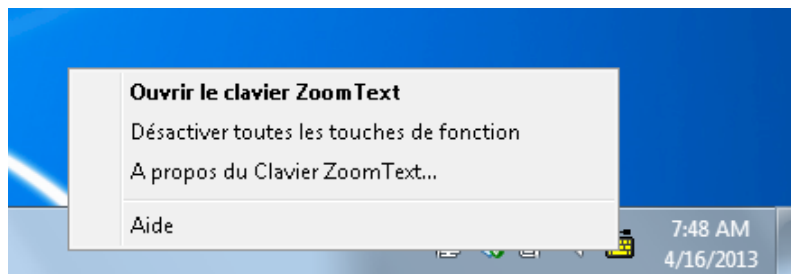 Ouvrir le clavier ZoomText
Désactiver toutes les touches de fonction
A propos du Clavier ZoomText...
Aide
7:48 AM
4/16/2013